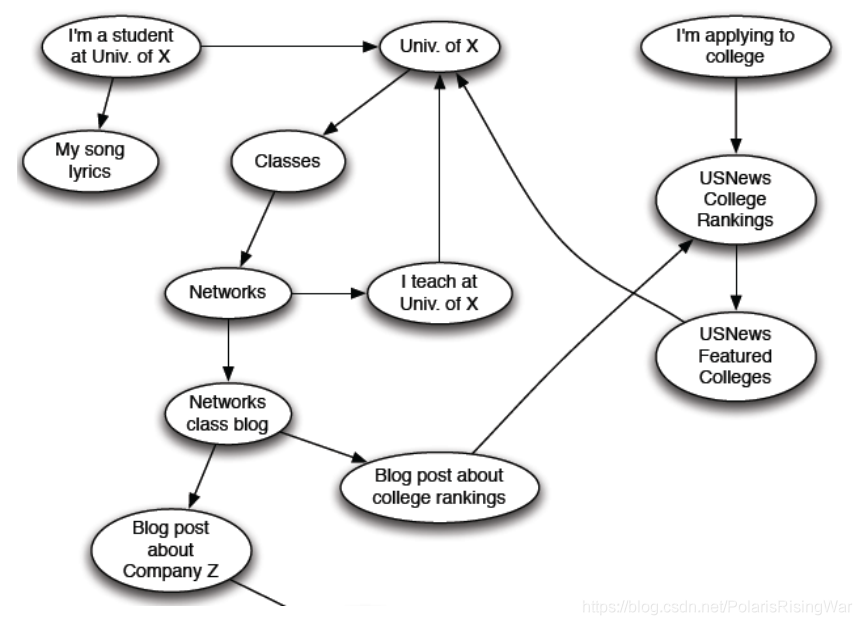 I'm a student
at Univ. of X
Univ. of X
I'm applying to
college
My song
lyrics
Classes
USNews
College
Rankings
Networks
I teach at
Univ. of X
USNews
Featured
Colleges
Networks
class blog
Blog post about
college rankings
Blog post
about
Company Z
https://blog.csdn.net/PolarisRisingWar